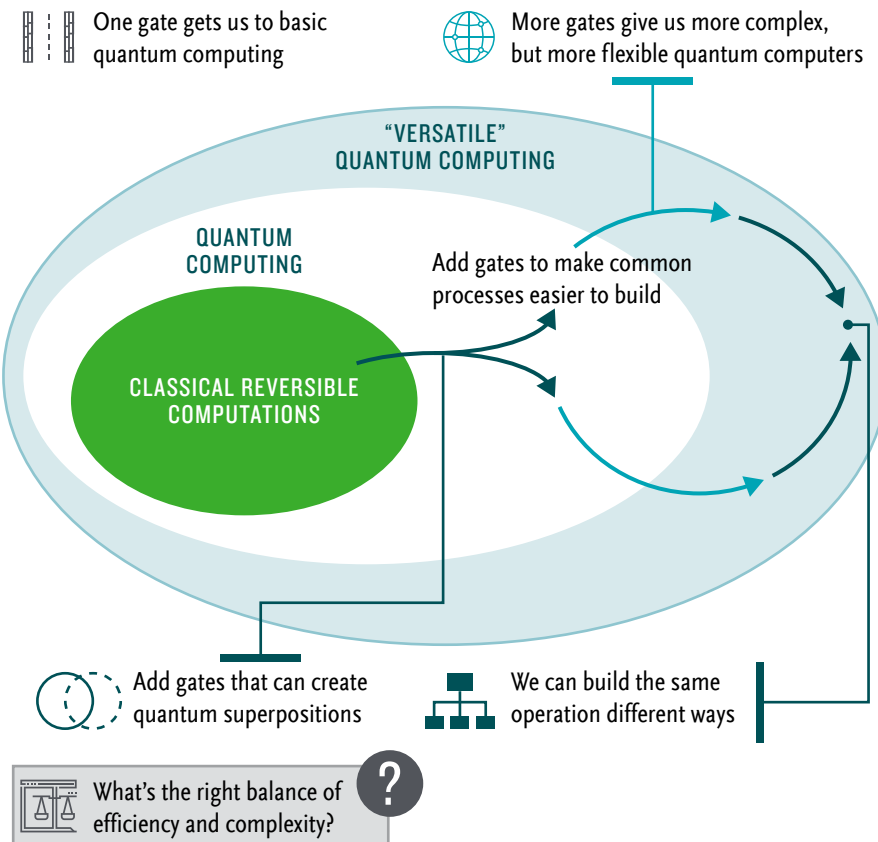 One gate gets us to basic
quantum computing
More gates give us more complex,
but more flexible quantum computers
“VERSATILE”
QUANTUM COMPUTING
QUANTUM
COMPUTING
Add gates to make common
processes easier to build
CLASSICAL REVERSIBLE
COMPUTATIONS
Add gates that can create
quantum superpositions
We can build the same
operation different ways
What’s the right balance of
efficiency and complexity?
?